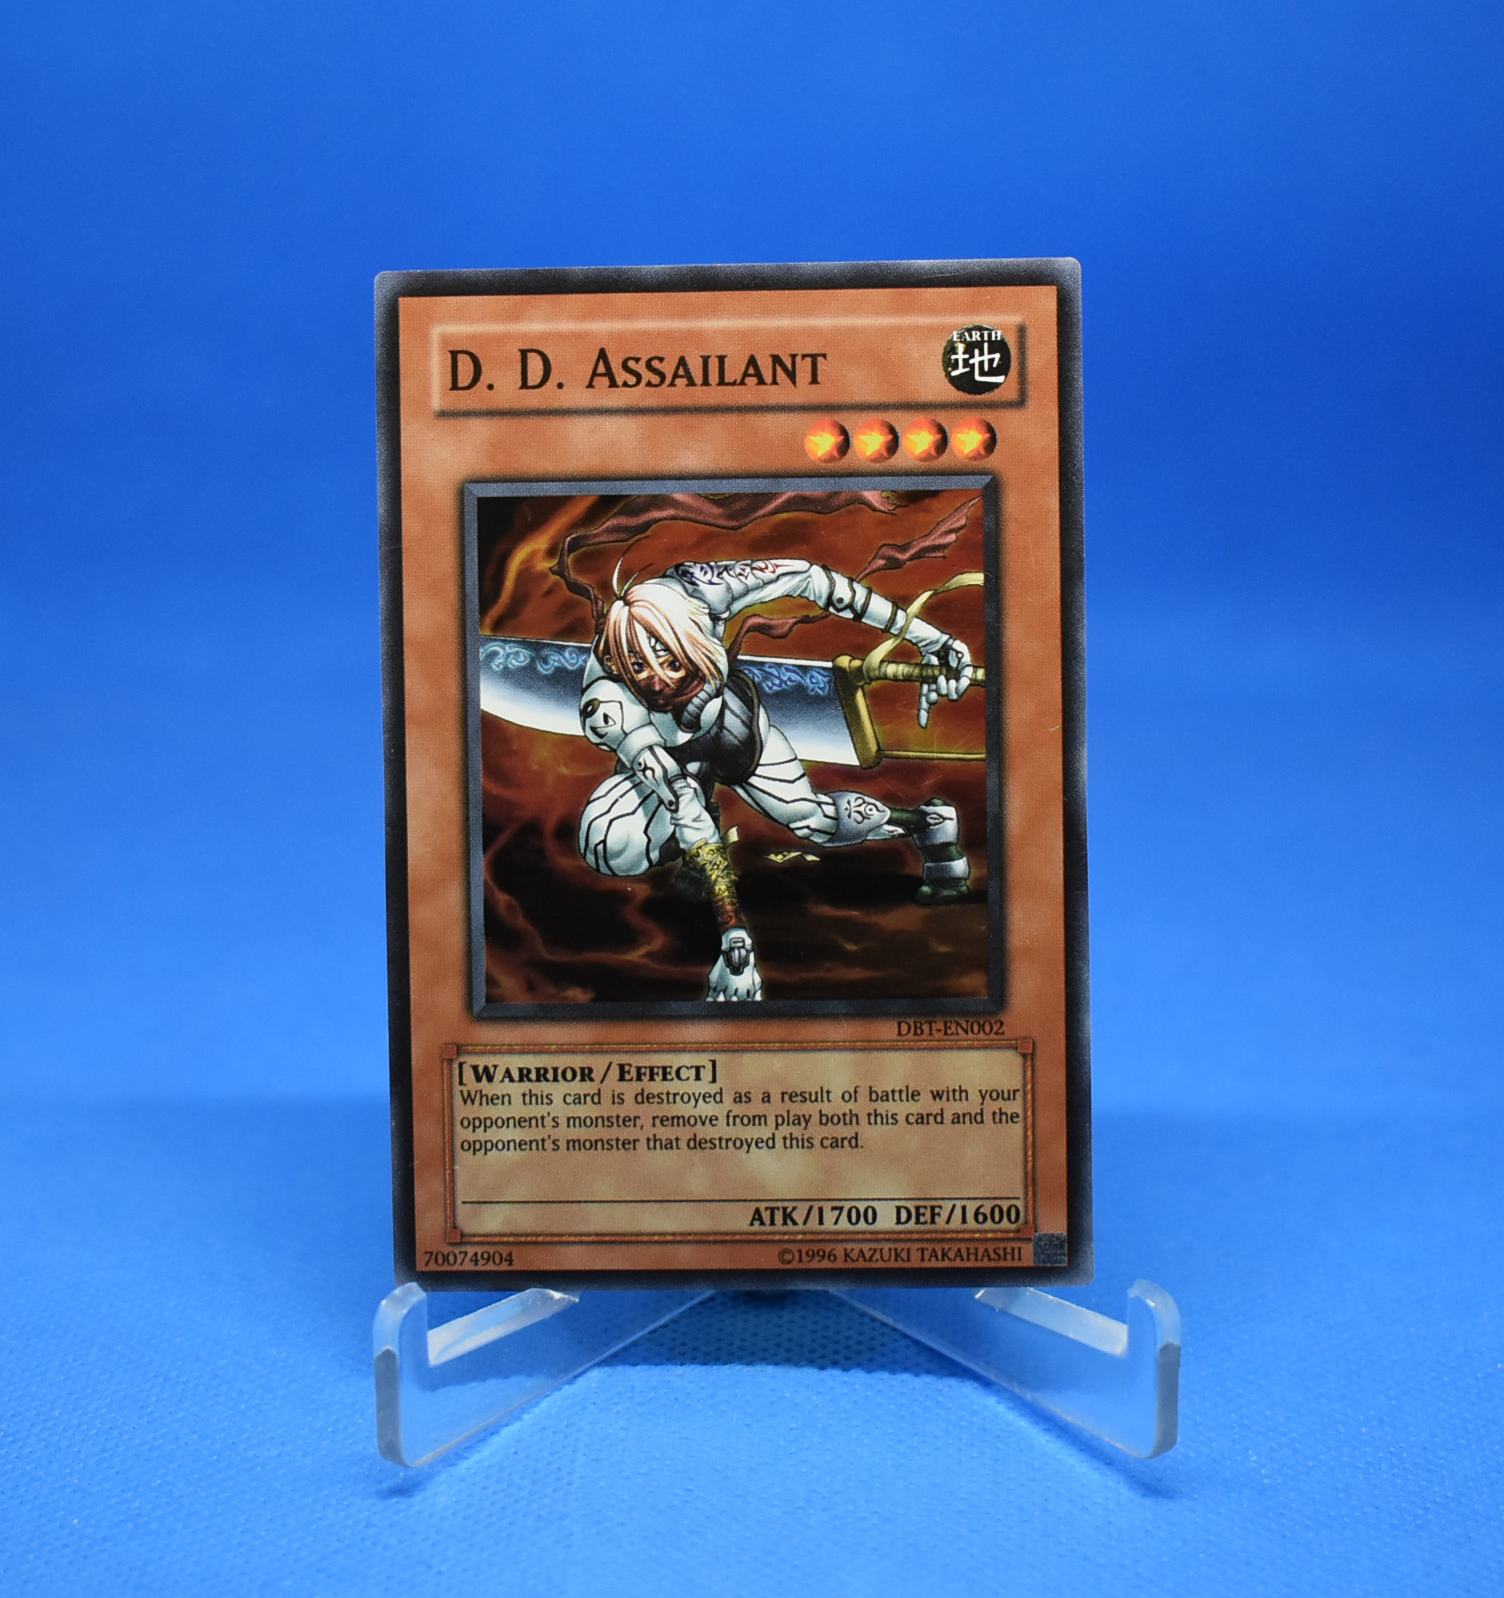 D. D. ASSAILANT
EARTH
地
DBT-EN002
[WARRIOR/EFFECT]
When this card is destroyed as a result of battle with your
opponent's monster, remove from play both this card and the
opponent's monster that destroyed this card.
ATK/1700 DEF/1600
70074904
©1996 KAZUKI TAKAHASHI